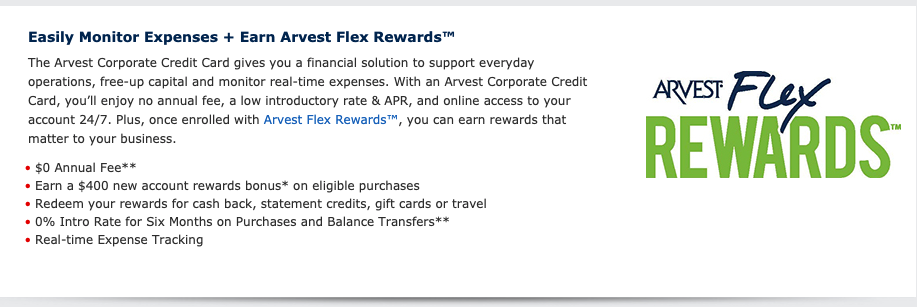 Easily Monitor Expenses + Earn Arvest Flex Rewards™
The Arvest Corporate Credit Card gives you a financial solution to support everyday
operations, free-up capital and monitor real-time expenses. With an Arvest Corporate Credit
Card, you’ll enjoy no annual fee, a low introductory rate & APR, and online access to your
account 24/7. Plus, once enrolled with Arvest Flex Rewards™, you can earn rewards that
matter to your business.
• $0 Annual Fee**
• Earn a $400 new account rewards bonus* on eligible purchases
• Redeem your rewards for cash back, statement credits, gift cards or travel
• 0% Intro Rate for Six Months on Purchases and Balance Transfers**
• Real-time Expense Tracking
ARVEST Flex
REWARDS™